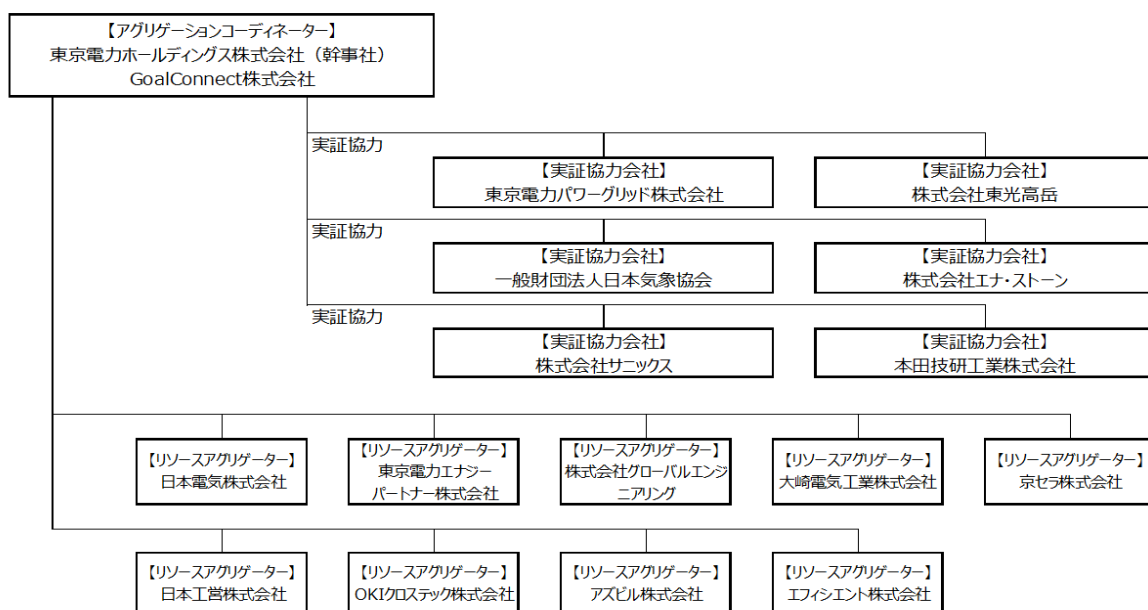 【アグリゲーションコーディネーター】
東京電力ホールディングス株式会社（幹事社）
GoalConnect株式会社
実証協力
【実証協力会社】
東京電力パワーグリッド株式会社
【実証協力会社】
株式会社東光高岳
実証協力
【実証協力会社】
一般財団法人日本気象協会
【実証協力会社】
株式会社エナ・ストーン
実証協力
【実証協力会社】
株式会社サニックス
【実証協力会社】
本田技研工業株式会社
【リソースアグリゲーター】
日本電気株式会社
【リソースアグリゲーター】
東京電力エナジー
パートナー株式会社
【リソースアグリゲーター】
株式会社グローバルエンジ
ニアリング
【リソースアグリゲーター】
大崎電気工業株式会社
【リソースアグリゲーター】
京セラ株式会社
【リソースアグリゲーター】
日本工営株式会社
【リソースアグリゲーター】
OKIクロステック株式会社
【リソースアグリゲーター】
アズビル株式会社
【リソースアグリゲーター】
エフィシエント株式会社